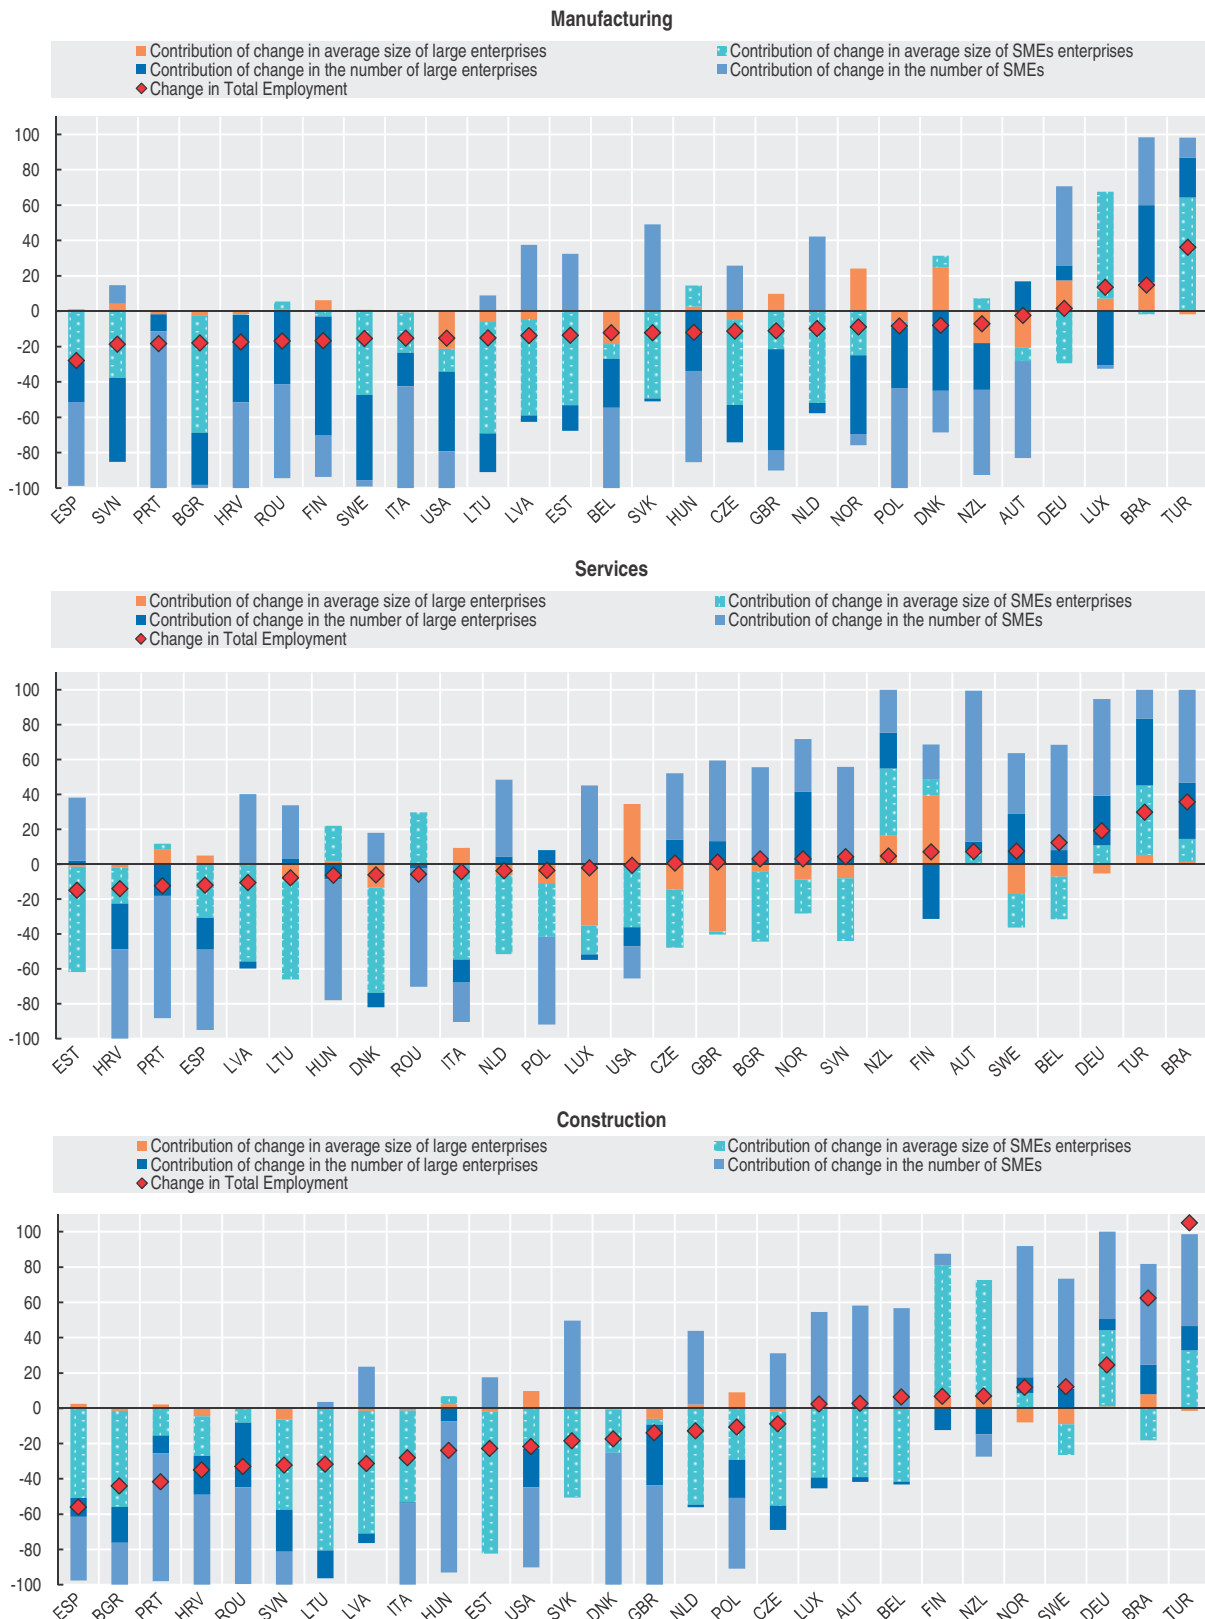 Manufacturing
Contribution of change in average size of large enterprises
Contribution of change in average size of SMEs enterprises
Contribution of change in the number of large enterprises
Contribution of change in the number of SMEs
Change in Total Employment
100
80
60
40
20
0
-20
-40
-60
-80
-100
ESP SVN PRT BGR HRV ROU FIN SWE ITA USA LTU LVA EST BEL SVK HUN CZE GBR NLD NOR POL DNK NZL AUT DEU LUX BRA TUR
Services
Contribution of change in average size of large enterprises
Contribution of change in average size of SMEs enterprises
Contribution of change in the number of large enterprises
Contribution of change in the number of SMEs
Change in Total Employment
100
80
60
40
20
0
-20
-40
-60
-80
-100
EST HRV PRT ESP LVA LTU HUN DNK ROU ITA NLD POL LUX USA CZE GBR BGR NOR SVN NZL FIN AUT SWE BEL DEU TUR BRA
Construction
Contribution of change in average size of large enterprises
Contribution of change in average size of SMEs enterprises
Contribution of change in the number of large enterprises
Contribution of change in the number of SMEs
Change in Total Employment
100
80
60
40
20
0
-20
-40
-60
-80
-100
ESP BGR PRT HRV ROU SVN LTU LVA ITA HUN EST USA SVK DNK GBR NLD POL CZE LUX AUT BEL FIN NZL NOR SWE DEU BRA TUR